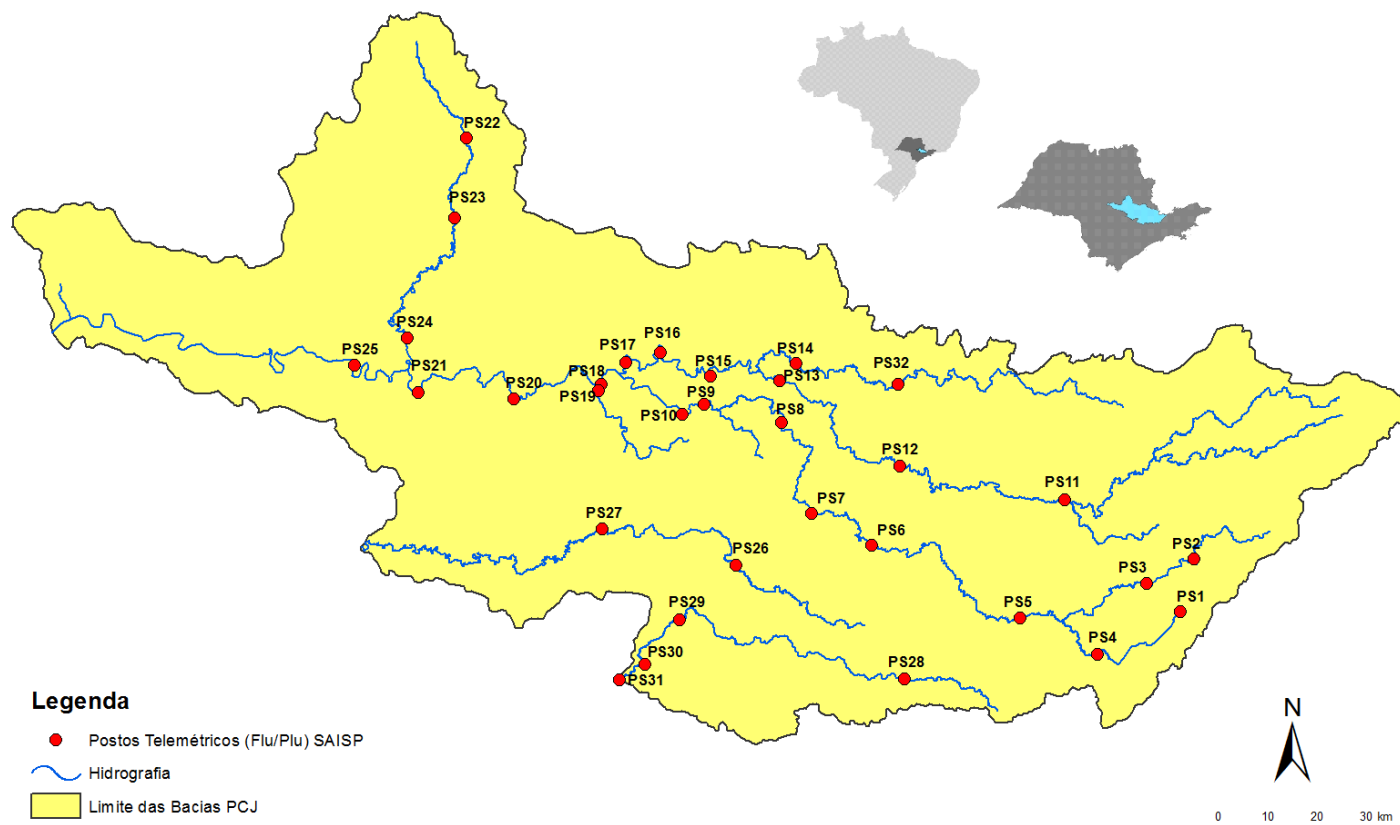 PS22
PS23
PS24
PS25
PS21
PS20
PS17
PS16
PS18
PS19
PS15
PS14
PS13
PS32
PS9
PS10
PS8
PS12
PS11
PS7
PS6
PS27
PS26
PS2
PS3
PS1
PS5
PS4
PS29
PS30
PS31
PS28
Legenda
Postos Telemétricos (Flu/Plu) SAISP
Hidrografia
Limite das Bacias PCJ
N
0 10 20 30 km